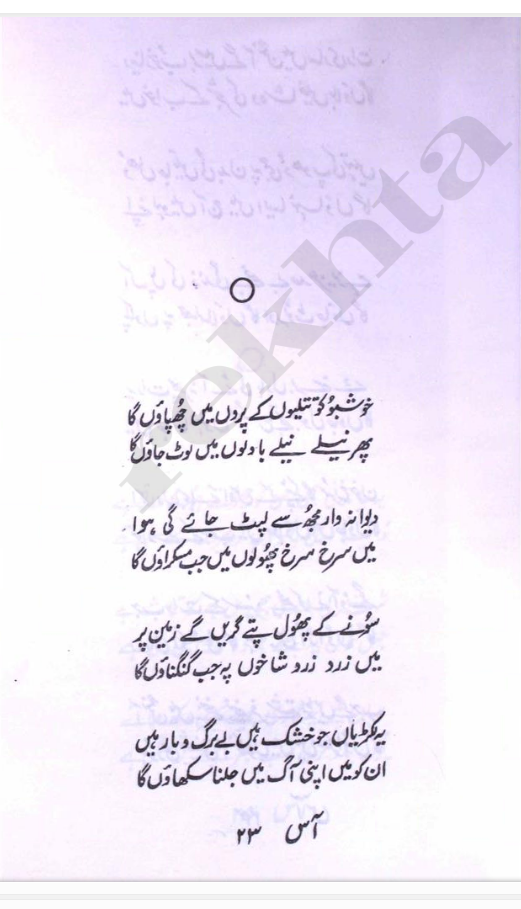 rekhta
خوشبو کو تتلیوں کے پروں میں چھپاؤں گا
پھر نیلے نیلے بادلوں میں لوٹ جاؤں گا
دیوانہ وار مجھ سے لپٹ جائے گی ہوا
میں سرخ سرخ پھولوں میں جب مسکراؤں گا
سونے کے پھول پتے گریں گے زمین پر
میں زرد زرد شاخوں پہ جب گنگناؤں گا
یہ لکڑیاں جو خشک ہیں بے برگ و بار ہیں
ان کو میں اپنی آگ میں جلنا سکھاؤں گا
آس ۲۳